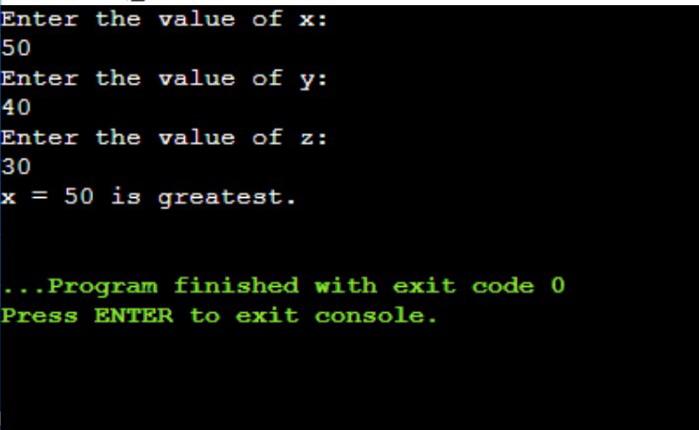 Enter the value of x:
50
Enter the value of y:
40
Enter the value of z:
30
x = 50 is greatest.
...Program finished with exit code 0
Press ENTER to exit console.